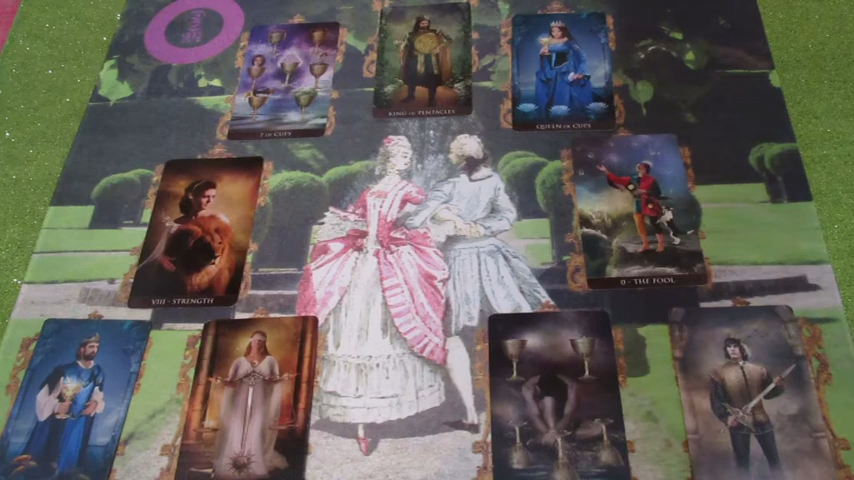 7 OF CUPS
KING OF PENTACLES
QUEEN OF CUPS
VIII - STRENGTH
0 - THE FOOL